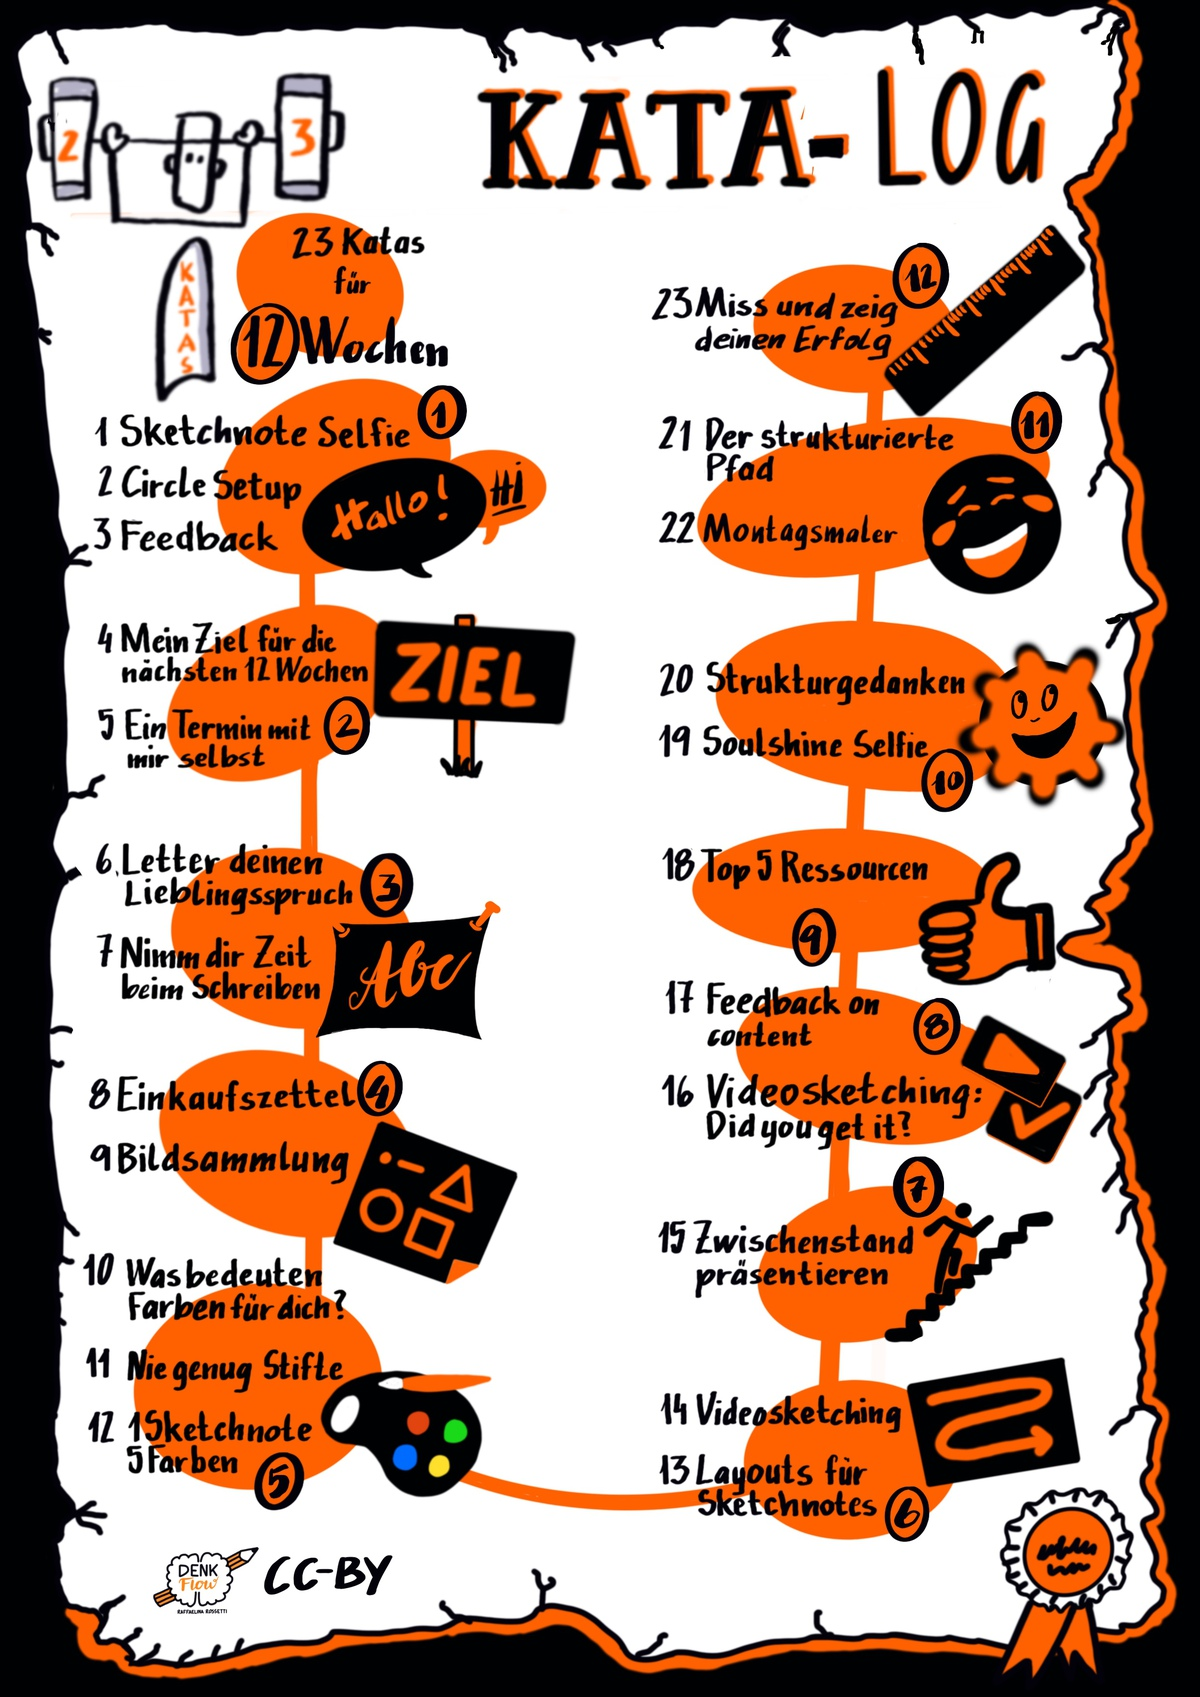 KATA-LOG
2
3
KATAS
23 Katas
für
12 Wochen
1 Sketchnote Selfie
1
2 Circle Setup
Hallo!
Hi
3 Feedback
4 Mein Ziel für die
nächsten 12 Wochen
ZIEL
5 Ein Termin mit
mir selbst
2
6. Letter deinen
Lieblingsspruch
3
7 Nimm dir Zeit
beim Schreiben
Abc
8 Einkaufszettel
4
9 Bildsammlung
10 Was bedeuten
Farben für dich?
11 Nie genug Stifte
12 1 Sketchnote
5 Farben
5
23 Miss und zeig
deinen Erfolg
12
21 Der strukturierte
Pfad
11
22 Montagsmaler
20 Strukturgedanken
19 Soulshine Selfie
10
18 Top 5 Ressourcen
9
17 Feedback on
content
8
16 Videosketching:
Did you get it?
7
15 Zwischenstand
präsentieren
14 Videosketching
13 Layouts für
Sketchnotes
6
DENK
Flow
RAFFAELINA ROSSETTI
CC-BY